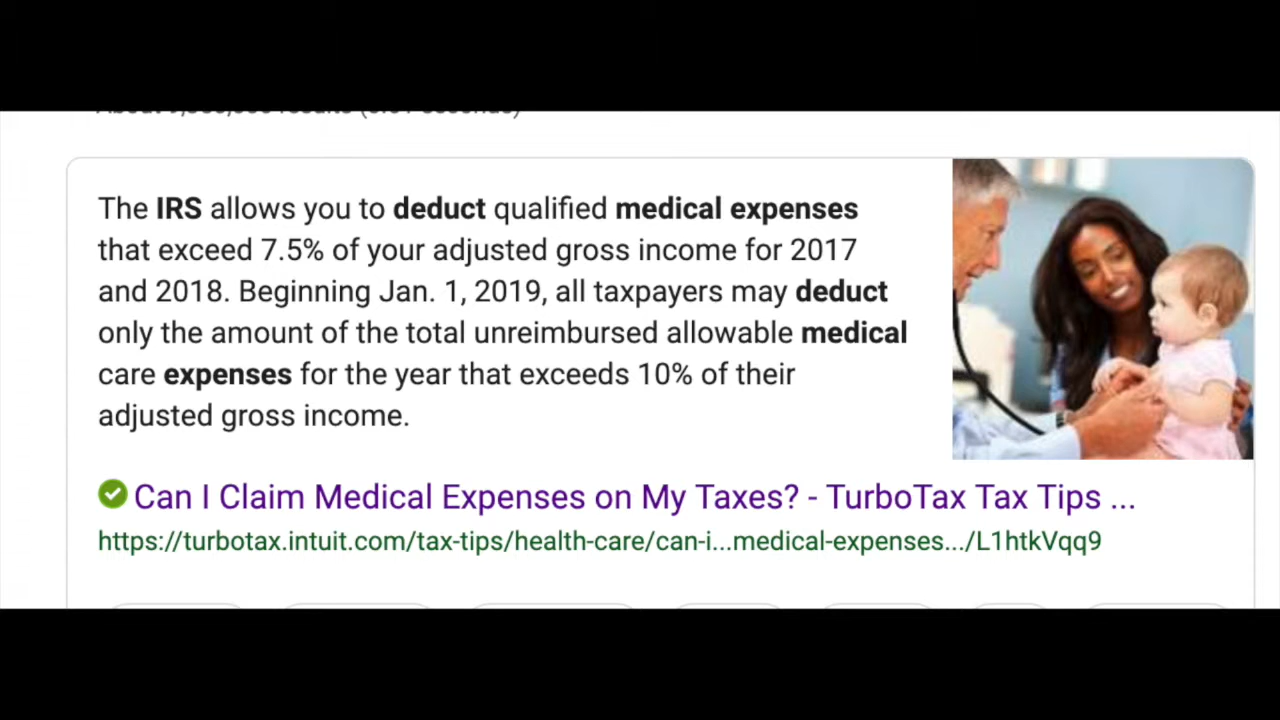 The IRS allows you to deduct qualified medical expenses
that exceed 7.5% of your adjusted gross income for 2017
and 2018. Beginning Jan. 1, 2019, all taxpayers may deduct
only the amount of the total unreimbursed allowable medical
care expenses for the year that exceeds 10% of their
adjusted gross income.
Can I Claim Medical Expenses on My Taxes? - TurboTax Tax Tips ...
https://turbotax.intuit.com/tax-tips/health-care/can-i...medical-expenses.../L1htkVqq9